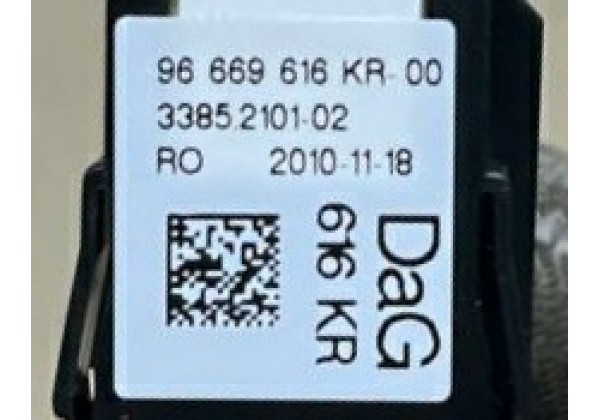 96 669 616 KR-00
3385.2101-02
RO 2010-11-18
DaG
616 KR